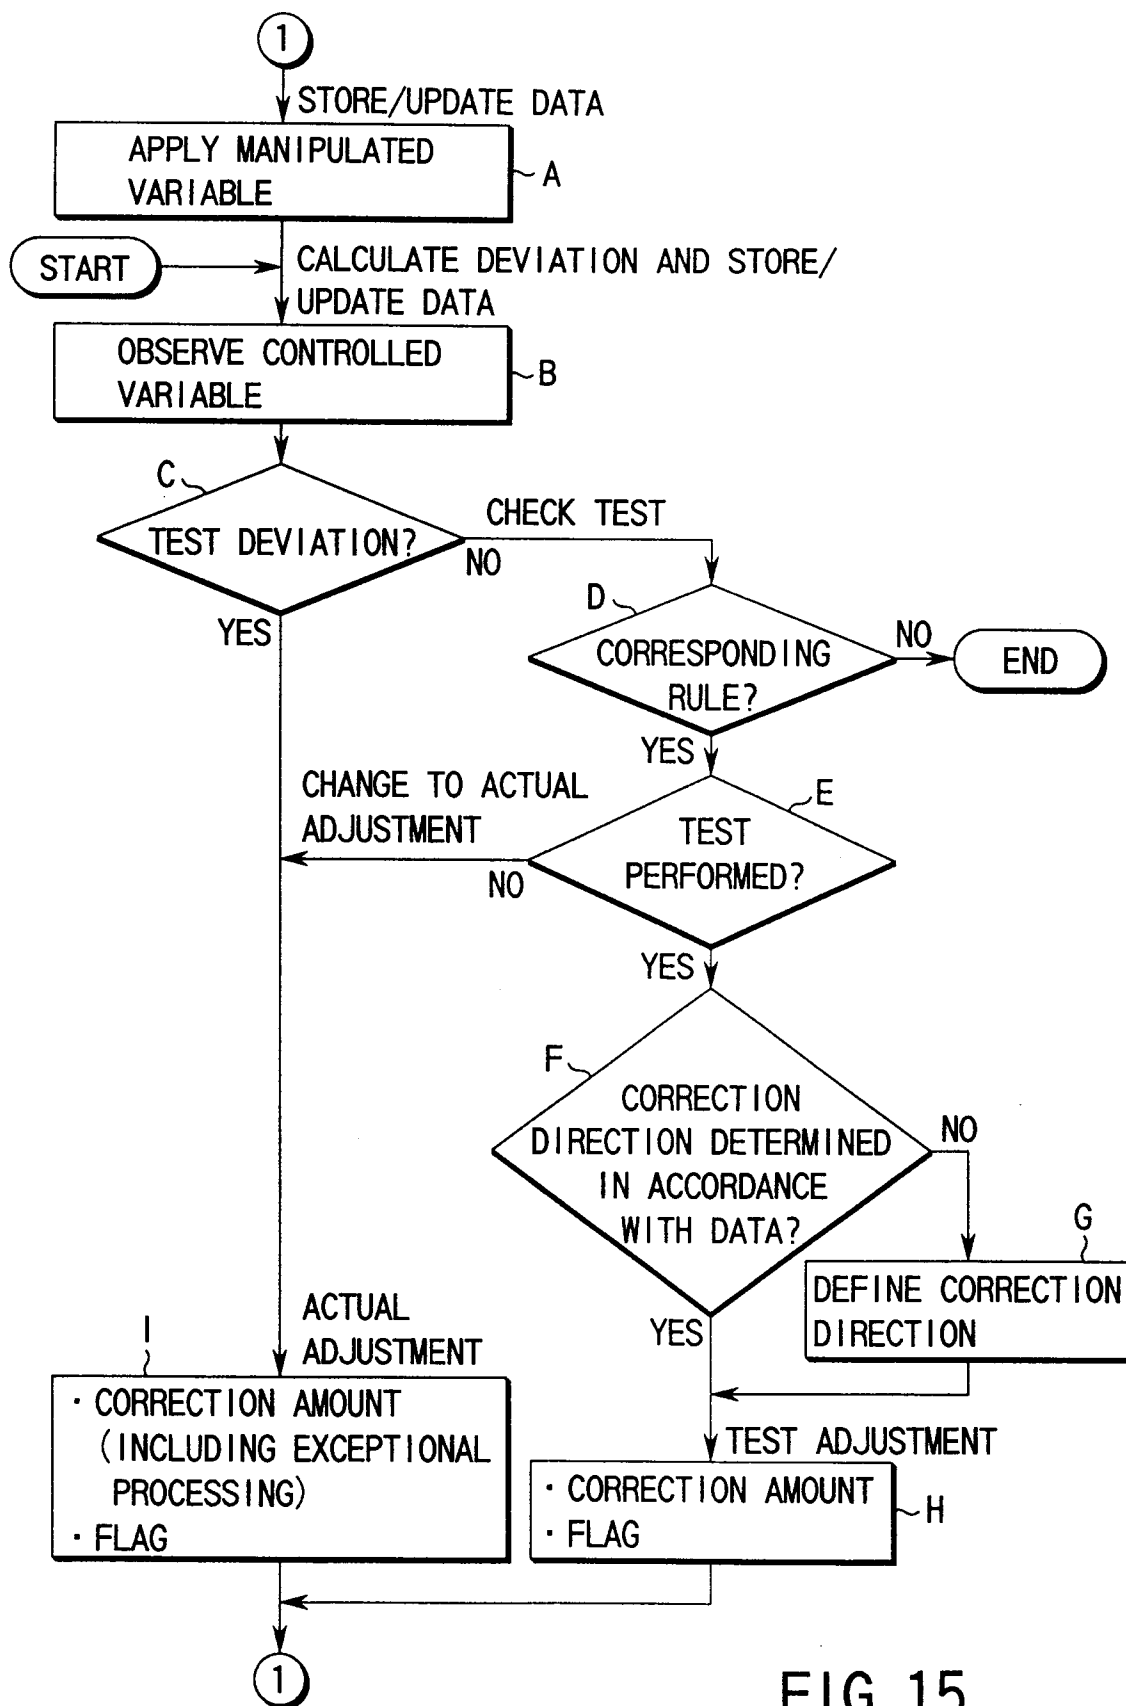 1
STORE/UPDATE DATA
APPLY MANIPULATED
VARIABLE
A
START
CALCULATE DEVIATION AND STORE/
UPDATE DATA
OBSERVE CONTROLLED
VARIABLE
B
C
TEST DEVIATION?
CHECK TEST
NO
YES
D
CORRESPONDING
RULE?
NO
END
YES
CHANGE TO ACTUAL
ADJUSTMENT
E
TEST
PERFORMED?
NO
YES
F
CORRECTION
DIRECTION DETERMINED
IN ACCORDANCE
WITH DATA?
NO
G
DEFINE CORRECTION
DIRECTION
YES
ACTUAL
ADJUSTMENT
I
· CORRECTION AMOUNT
(INCLUDING EXCEPTIONAL
PROCESSING)
· FLAG
TEST ADJUSTMENT
· CORRECTION AMOUNT
· FLAG
H
1
FIG. 15